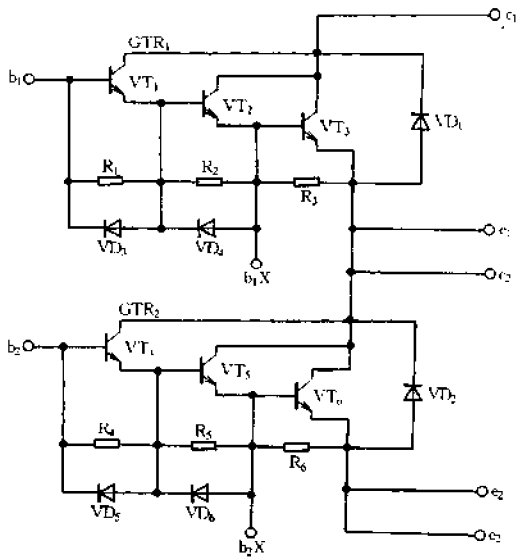 c₁
GTR₁
b₁
VT₁
VT₂
VT₃
VD₁
R₁
R₂
R₃
VD₃
VD₄
b₁X
e₁
c₂
GTR₂
b₂
VT₄
VT₅
VT₆
VD₂
R₄
R₅
R₆
VD₅
VD₆
b₂X
e₂
e₂